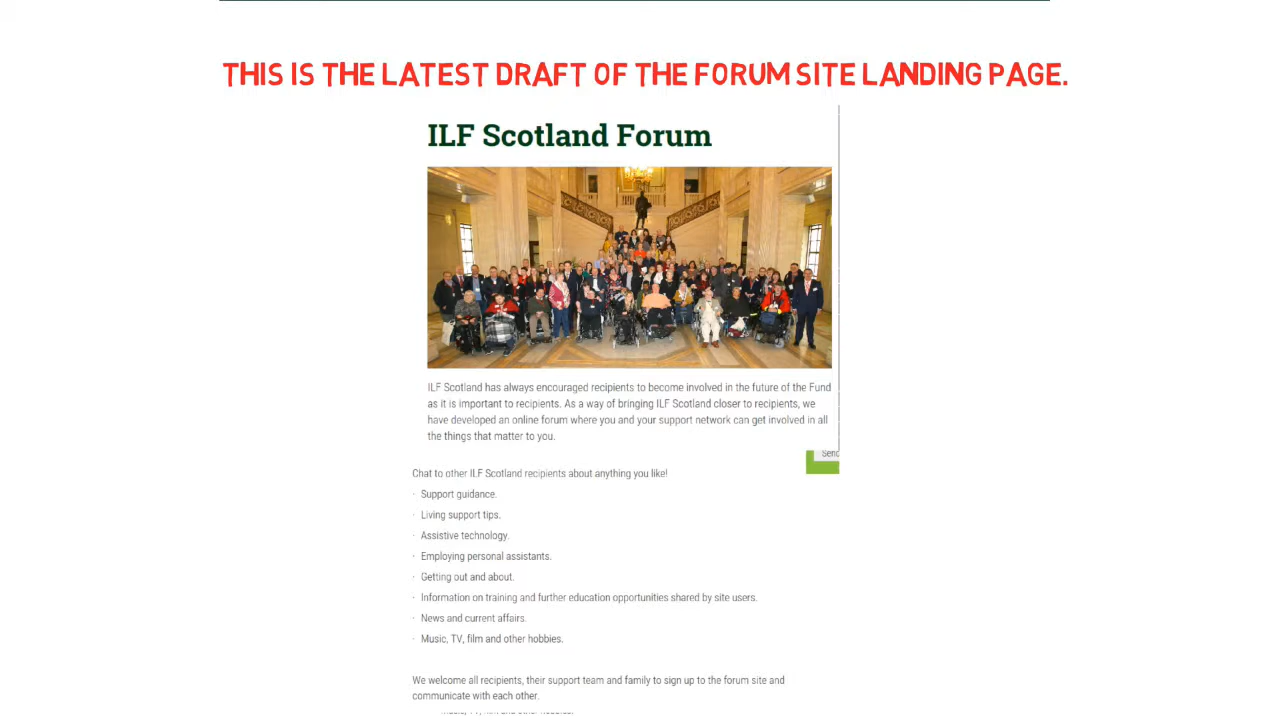 THIS IS THE LATEST DRAFT OF THE FORUM SITE LANDING PAGE.
ILF Scotland Forum
ILF Scotland has always encouraged recipients to become involved in the future of the Fund
as it is important to recipients. As a way of bringing ILF Scotland closer to recipients, we
have developed an online forum where you and your support network can get involved in all
the things that matter to you.
Send
Chat to other ILF Scotland recipients about anything you like!
· Support guidance.
· Living support tips.
· Assistive technology.
· Employing personal assistants.
· Getting out and about.
· Information on training and further education opportunities shared by site users.
· News and current affairs.
· Music, TV, film and other hobbies.
We welcome all recipients, their support team and family to sign up to the forum site and
communicate with each other.